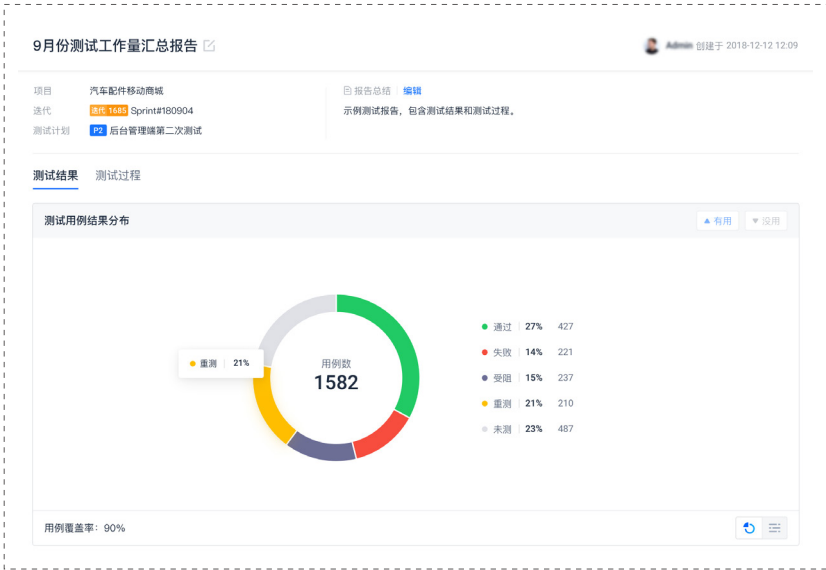 9月份测试工作量汇总报告
Admin 创建于 2018-12-12 12:09
项目 汽车配件移动商城
迭代 迭代 1685 Sprint#180904
测试计划 P2 后台管理端第二次测试
报告总结 编辑
示例测试报告，包含测试结果和测试过程。
测试结果 测试过程
测试用例结果分布
有用 没用
重测 21%
用例数
1582
通过 27% 427
失败 14% 221
受阻 15% 237
重测 21% 210
未测 23% 487
用例覆盖率：90%